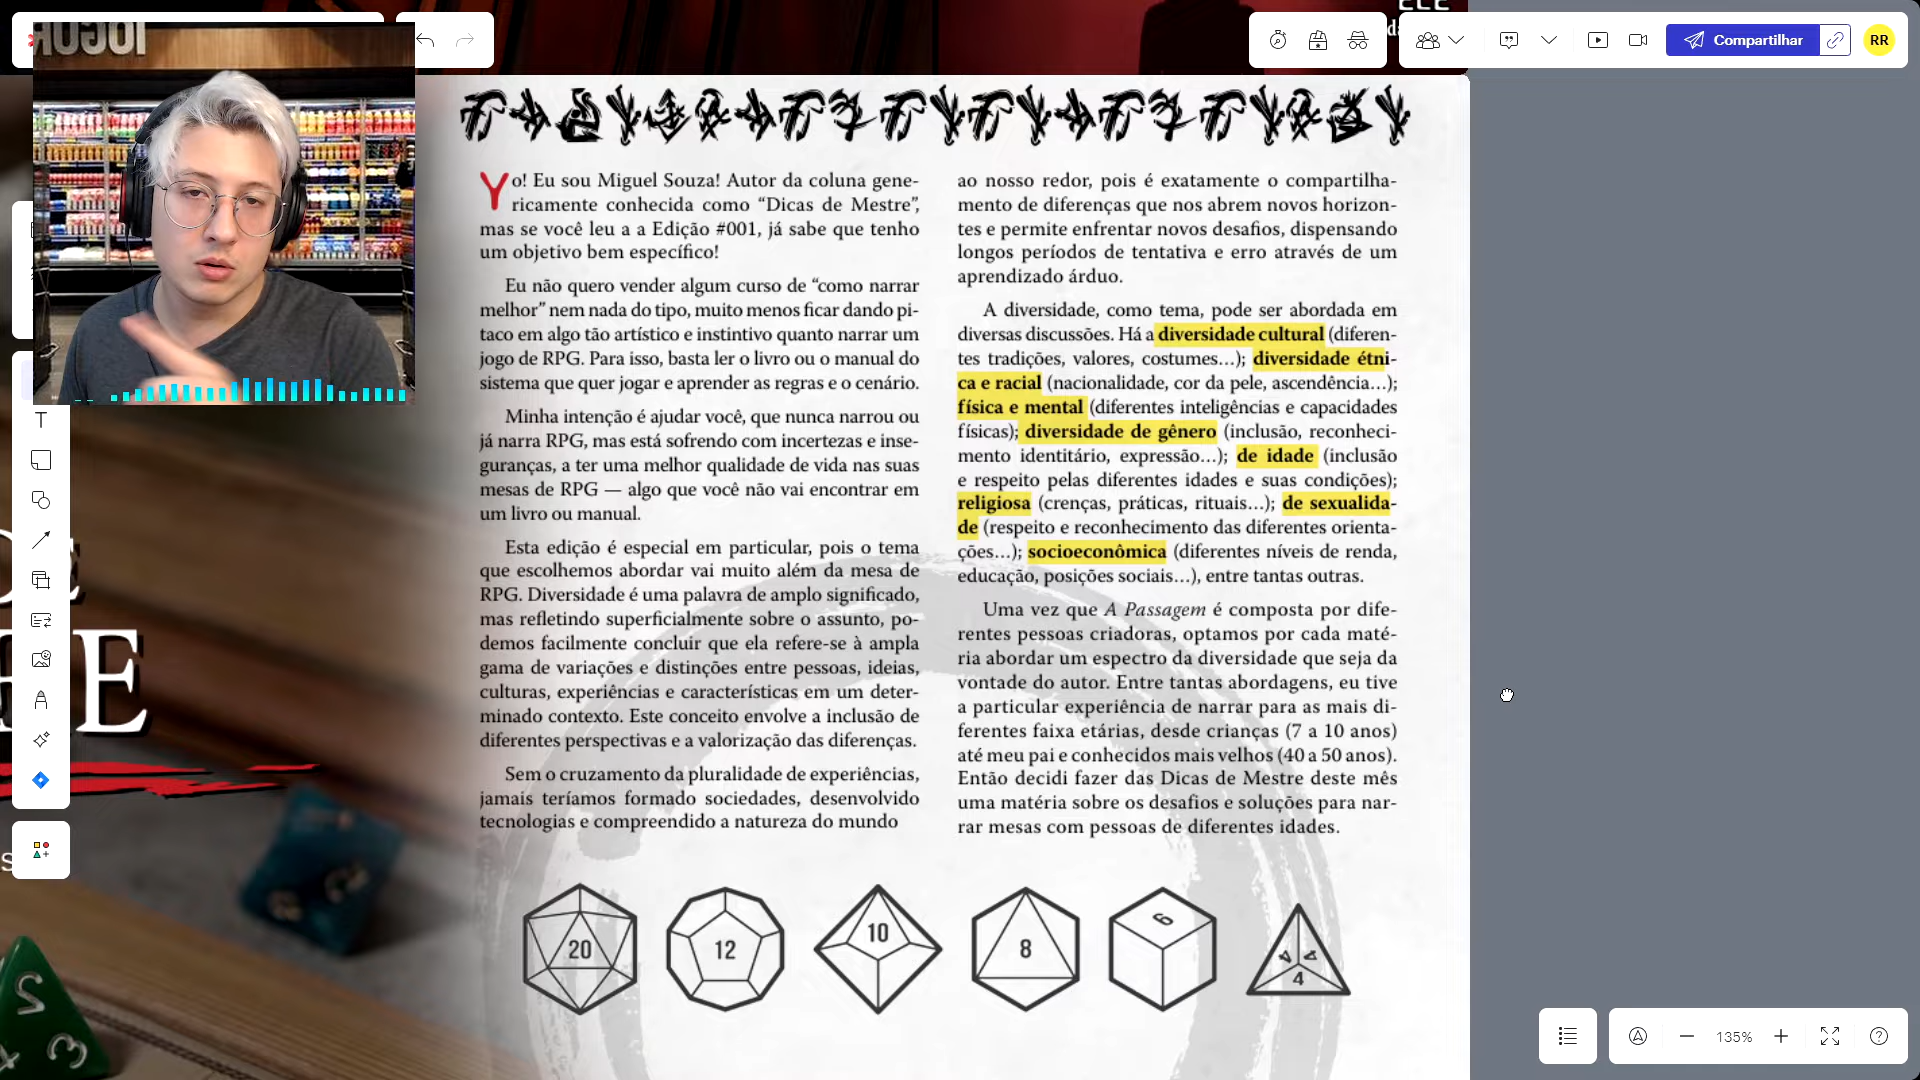 Compartilhar
RR
Yo! Eu sou Miguel Souza! Autor da coluna gene-
ricamente conhecida como “Dicas de Mestre”,
mas se você leu a a Edição #001, já sabe que tenho
um objetivo bem específico!
Eu não quero vender algum curso de “como narrar
melhor” nem nada do tipo, muito menos ficar dando pi-
taco em algo tão artístico e instintivo quanto narrar um
jogo de RPG. Para isso, basta ler o livro ou o manual do
sistema que quer jogar e aprender as regras e o cenário.
Minha intenção é ajudar você, que nunca narrou ou
já narra RPG, mas está sofrendo com incertezas e inse-
guranças, a ter uma melhor qualidade de vida nas suas
mesas de RPG — algo que você não vai encontrar em
um livro ou manual.
Esta edição é especial em particular, pois o tema
que escolhemos abordar vai muito além da mesa de
RPG. Diversidade é uma palavra de amplo significado,
mas refletindo superficialmente sobre o assunto, po-
demos facilmente concluir que ela refere-se à ampla
gama de variações e distinções entre pessoas, ideias,
culturas, experiências e características em um deter-
minado contexto. Este conceito envolve a inclusão de
diferentes perspectivas e a valorização das diferenças.
Sem o cruzamento da pluralidade de experiências,
jamais teríamos formado sociedades, desenvolvido
tecnologias e compreendido a natureza do mundo
ao nosso redor, pois é exatamente o compartilha-
mento de diferenças que nos abrem novos horizon-
tes e permite enfrentar novos desafios, dispensando
longos períodos de tentativa e erro através de um
aprendizado árduo.
A diversidade, como tema, pode ser abordada em
diversas discussões. Há a diversidade cultural (diferen-
tes tradições, valores, costumes…); diversidade étni-
ca e racial (nacionalidade, cor da pele, ascendência…);
física e mental (diferentes inteligências e capacidades
físicas); diversidade de gênero (inclusão, reconheci-
mento identitário, expressão…); de idade (inclusão
e respeito pelas diferentes idades e suas condições);
religiosa (crenças, práticas, rituais…); de sexualida-
de (respeito e reconhecimento das diferentes orienta-
ções…); socioeconômica (diferentes níveis de renda,
educação, posições sociais…), entre tantas outras.
Uma vez que A Passagem é composta por dife-
rentes pessoas criadoras, optamos por cada maté-
ria abordar um espectro da diversidade que seja da
vontade do autor. Entre tantas abordagens, eu tive
a particular experiência de narrar para as mais di-
ferentes faixa etárias, desde crianças (7 a 10 anos)
até meu pai e conhecidos mais velhos (40 a 50 anos).
Então decidi fazer das Dicas de Mestre deste mês
uma matéria sobre os desafios e soluções para nar-
rar mesas com pessoas de diferentes idades.
20
12
10
8
6
4 4 4
135%